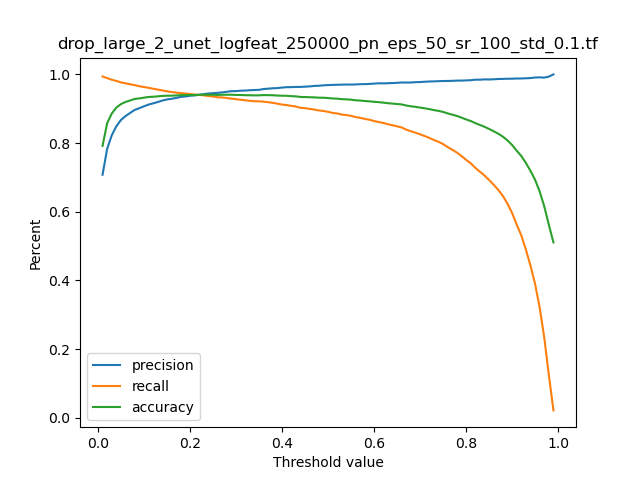 drop_large_2_unet_logfeat_250000_pn_eps_50_sr_100_std_0.1.tf
1.0
0.8
0.6
0.4
0.2
0.0
Percent
precision
recall
accuracy
0.0 0.2 0.4 0.6 0.8 1.0
Threshold value